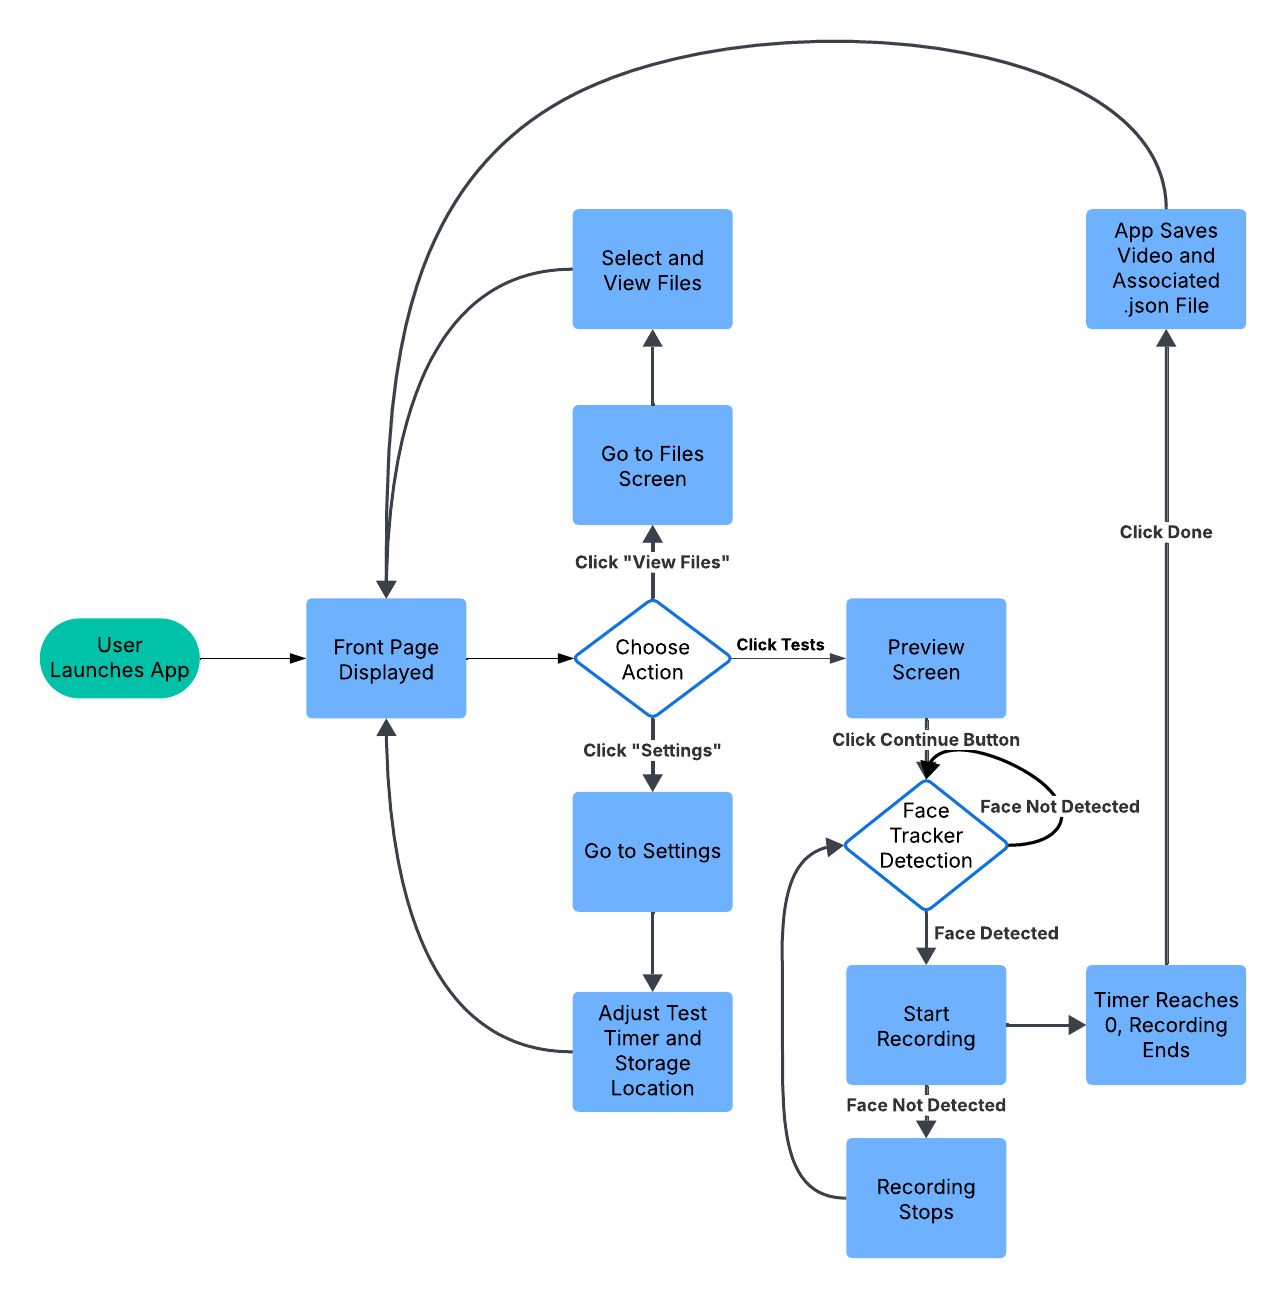 Select and
View Files
App Saves
Video and
Associated
.json File
Go to Files
Screen
Click Done
Click "View Files"
User
Launches App
Front Page
Displayed
Choose
Action
Click Tests
Preview
Screen
Click "Settings"
Click Continue Button
Go to Settings
Face
Tracker
Detection
Face Not Detected
Face Detected
Adjust Test
Timer and
Storage
Location
Start
Recording
Timer Reaches
0, Recording
Ends
Face Not Detected
Recording
Stops